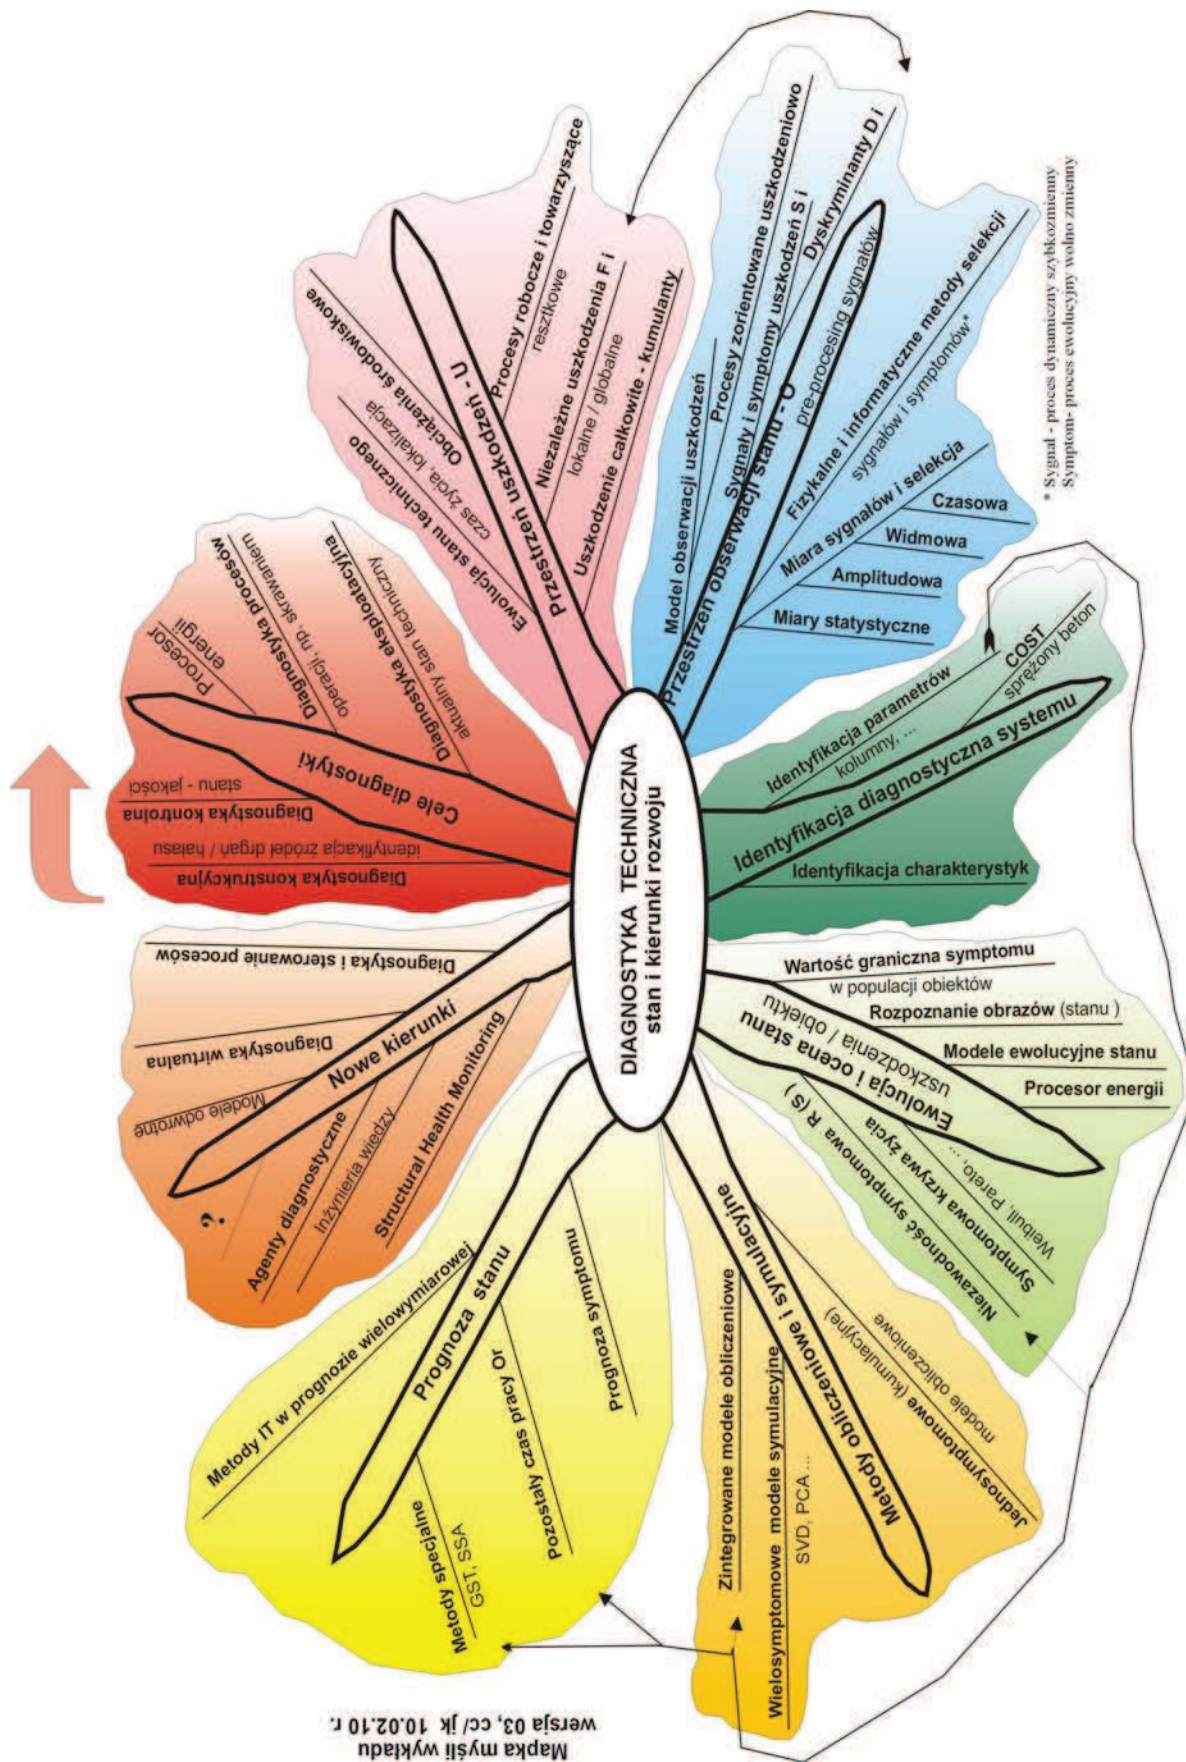 DIAGNOSTYKA TECHNICZNA
stan i kierunki rozwoju
Cele diagnostyki
Diagnostyka konstrukcyjna
identyfikacja źródeł drgań / hałasu
Diagnostyka kontrolna
stanu - jakości
Procesor
energii
Diagnostyka procesów
operacji, np. skrawaniem
Diagnostyka eksploatacyjna
aktualny stan techniczny
Przestrzeń uszkodzeń - U
Ewolucja stanu technicznego
czas życia, lokalizacja
Obciążenia środowiskowe
Procesy robocze i towarzyszące
resztkowe
Niezależne uszkodzenia F i
lokalne / globalne
Uszkodzenie całkowite - kumulanty
Przestrzeń obserwacji stanu - O
Model obserwacji uszkodzeń
Procesy zorientowane uszkodzeniowo
Sygnały i symptomy uszkodzeń S i
Dyskryminanty D i
pre-procesing sygnałów
Fizykalne i informatyczne metody selekcji
sygnałów i symptomów*
Miara sygnałów i selekcja
Czasowa
Widmowa
Amplitudowa
Miary statystyczne
* Sygnał - proces dynamiczny szybkozmienny
Symptom- proces ewolucyjny wolno zmienny
Identyfikacja diagnostyczna systemu
Identyfikacja parametrów
kolumny, ...
COST
sprężony beton
Identyfikacja charakterystyk
Ewolucja i ocena stanu
uszkodzenia / obiektu
Wartość graniczna symptomu
w populacji obiektów
Rozpoznanie obrazów (stanu )
Modele ewolucyjne stanu
Procesor energii
Symptomowa krzywa życia
Weibull, Pareto, ...
Niezawodność symptomowa R (S )
Metody obliczeniowe i symulacyjne
Jednosymptomowe (kumulacyjne)
modele obliczeniowe
Zintegrowane modele obliczeniowe
Wielosymptomowe modele symulacyjne
SVD, PCA ...
Prognoza stanu
Prognoza symptomu
Pozostały czas pracy Or
Metody specjalne
GST, SSA
Metody IT w prognozie wielowymiarowej
Nowe kierunki
Structural Health Monitoring
Inżynieria wiedzy
Agenty diagnostyczne
?
Modele odwrotne
Diagnostyka wirtualna
Diagnostyka i sterowanie procesów
Mapka myśli wykładu
wersja 03, cc/ jk 10.02.10 r.